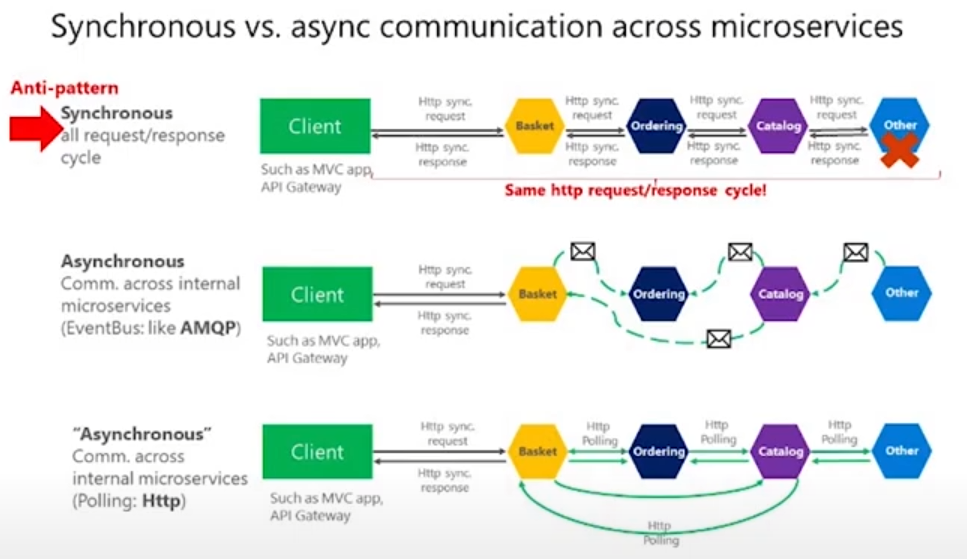 Synchronous vs. async communication across microservices
Anti-pattern
Synchronous
all request/response
cycle
Client
Such as MVC app,
API Gateway
Http sync.
request
Http sync.
response
Basket
Http sync.
request
Http sync.
response
Ordering
Http sync.
request
Http sync.
response
Catalog
Http sync.
request
Http sync.
response
Other
Same http request/response cycle!
Asynchronous
Comm. across internal
microservices
(EventBus: like AMQP)
Client
Such as MVC app,
API Gateway
Http sync.
request
Http sync.
response
Basket
Ordering
Catalog
Other
"Asynchronous"
Comm. across
internal microservices
(Polling: Http)
Client
Such as MVC app,
API Gateway
Http sync.
request
Http sync.
response
Basket
Http
Polling
Ordering
Http
Polling
Catalog
Http
Polling
Other
Http
Polling